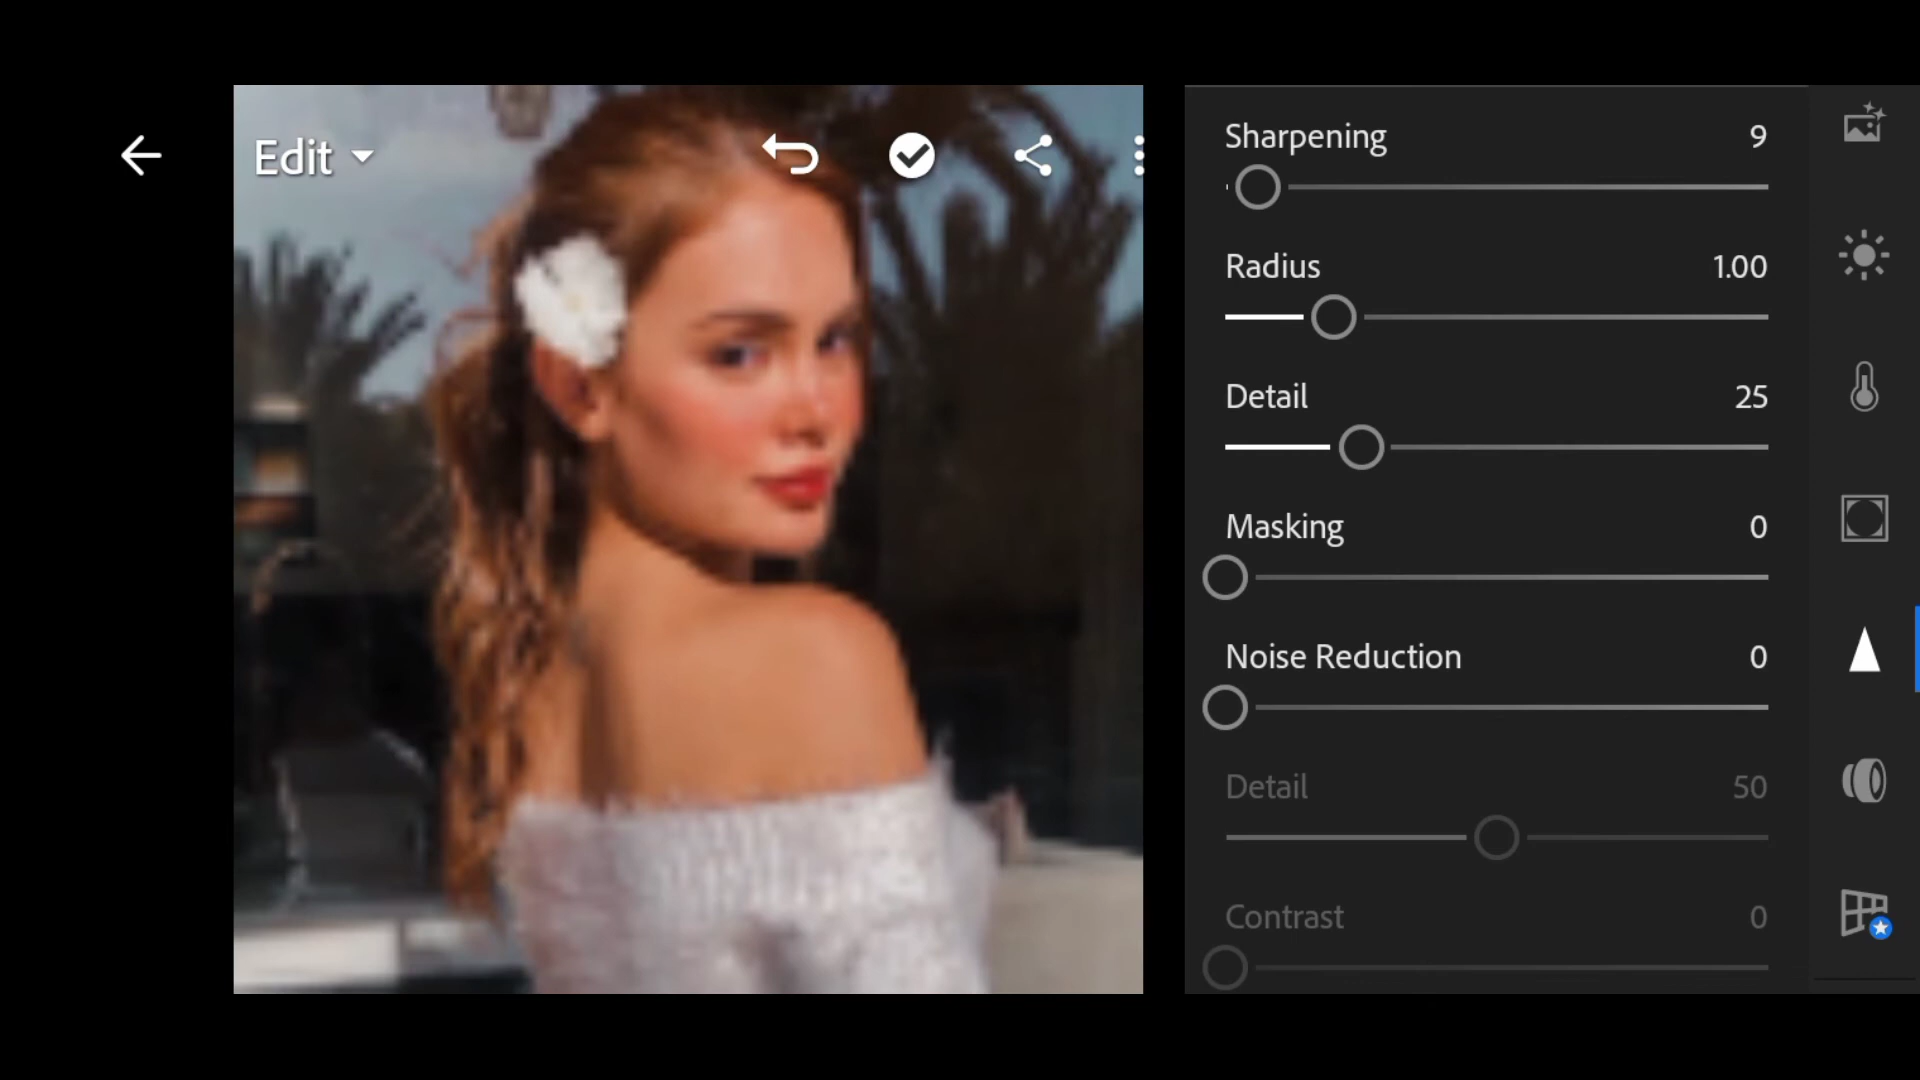 Edit
Sharpening 9
Radius 1.00
Detail 25
Masking 0
Noise Reduction 0
Detail 50
Contrast 0